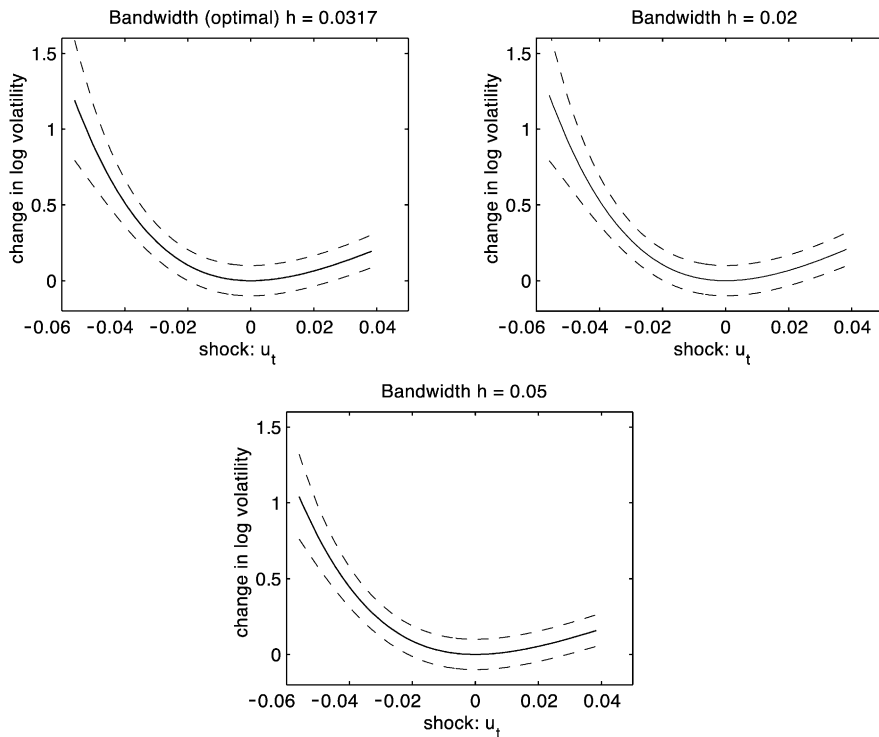 Bandwidth (optimal) h = 0.0317
1.5
1
0.5
0
change in log volatility
−0.06 −0.04 −0.02 0 0.02 0.04
shock: u_t
Bandwidth h = 0.02
1.5
1
0.5
0
change in log volatility
−0.06 −0.04 −0.02 0 0.02 0.04
shock: u_t
Bandwidth h = 0.05
1.5
1
0.5
0
change in log volatility
−0.06 −0.04 −0.02 0 0.02 0.04
shock: u_t